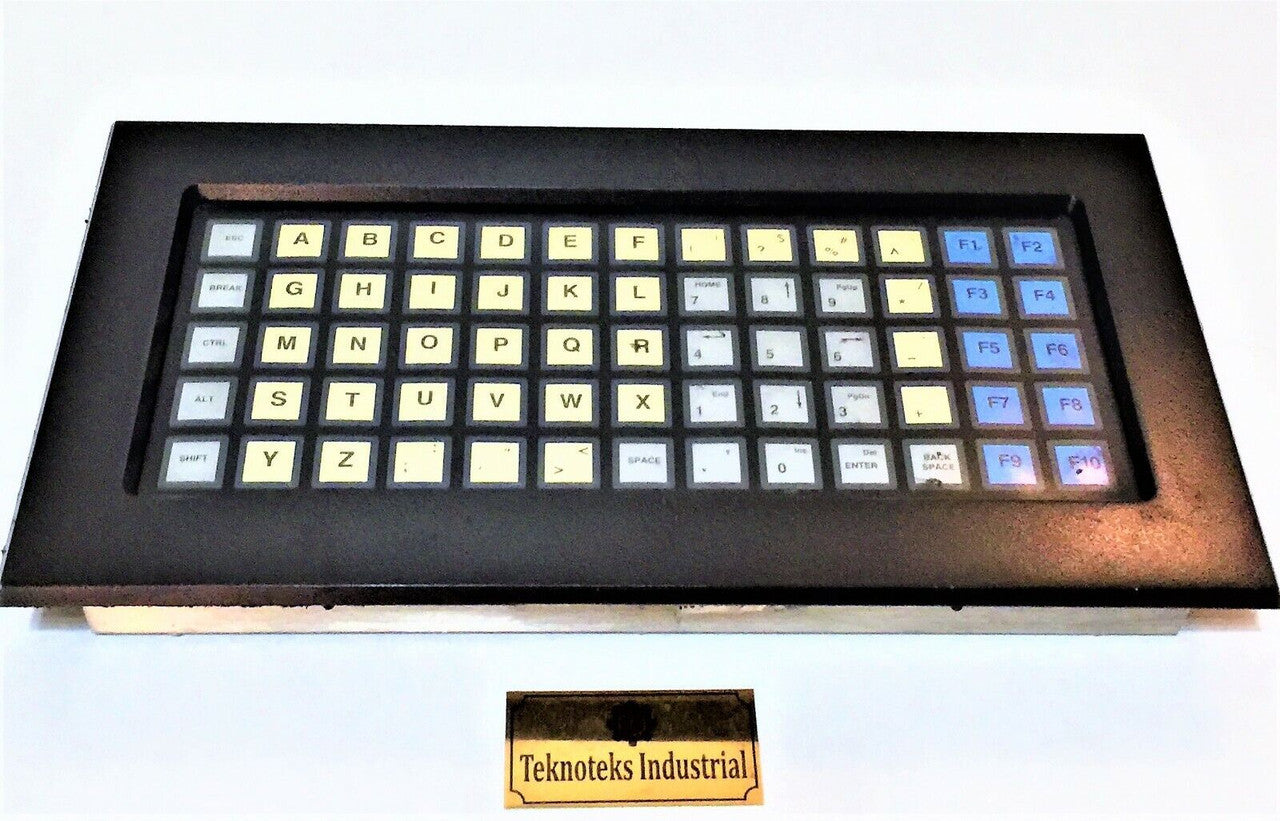 ESC A B C D E F ! ? $ % # ^ F1 F2
BREAK G H I J K L HOME 7 8 ↑ PgUp 9 * / F3 F4
CTRL M N O P Q R 4 5 6 _ F5 F6
ALT S T U V W X End 1 2 ↓ PgDn 3 + F7 F8
SHIFT Y Z : ; " > < SPACE Ins 0 Del ENTER BACK SPACE F9 F10
Teknoteks Industrial